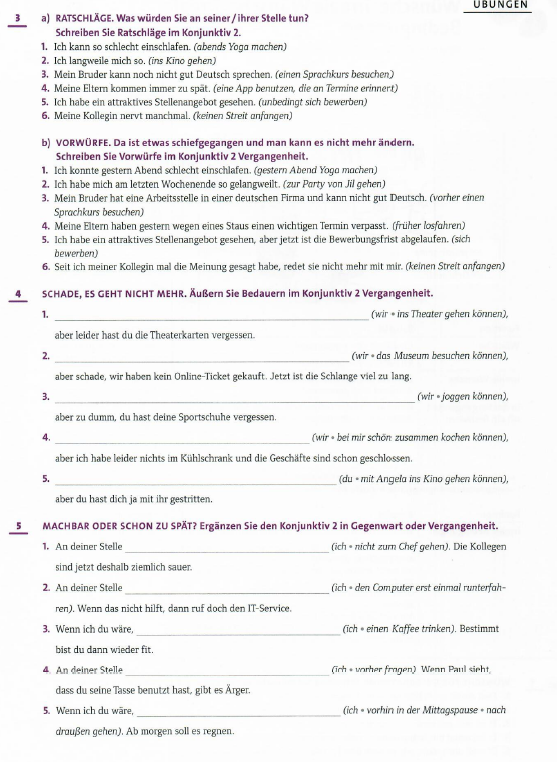 ÜBUNGEN
3 a) RATSCHLÄGE. Was würden Sie an seiner/ihrer Stelle tun?
Schreiben Sie Ratschläge im Konjunktiv 2.
1. Ich kann so schlecht einschlafen. (abends Yoga machen)
2. Ich langweile mich so. (ins Kino gehen)
3. Mein Bruder kann noch nicht gut Deutsch sprechen. (einen Sprachkurs besuchen)
4. Meine Eltern kommen immer zu spät. (eine App benutzen, die an Termine erinnert)
5. Ich habe ein attraktives Stellenangebot gesehen. (unbedingt sich bewerben)
6. Meine Kollegin nervt manchmal. (keinen Streit anfangen)
b) VORWÜRFE. Da ist etwas schiefgegangen und man kann es nicht mehr ändern.
Schreiben Sie Vorwürfe im Konjunktiv 2 Vergangenheit.
1. Ich konnte gestern Abend schlecht einschlafen. (gestern Abend Yoga machen)
2. Ich habe mich am letzten Wochenende so gelangweilt. (zur Party von Jil gehen)
3. Mein Bruder hat eine Arbeitsstelle in einer deutschen Firma und kann nicht gut Deutsch. (vorher einen
Sprachkurs besuchen)
4. Meine Eltern haben gestern wegen eines Staus einen wichtigen Termin verpasst. (früher losfahren)
5. Ich habe ein attraktives Stellenangebot gesehen, aber jetzt ist die Bewerbungsfrist abgelaufen. (sich
bewerben)
6. Seit ich meiner Kollegin mal die Meinung gesagt habe, redet sie nicht mehr mit mir. (keinen Streit anfangen)
4 SCHADE, ES GEHT NICHT MEHR. Äußern Sie Bedauern im Konjunktiv 2 Vergangenheit.
1. (wir • ins Theater gehen können),
aber leider hast du die Theaterkarten vergessen.
2. (wir • das Museum besuchen können),
aber schade, wir haben kein Online-Ticket gekauft. Jetzt ist die Schlange viel zu lang.
3. (wir • joggen können),
aber zu dumm, du hast deine Sportschuhe vergessen.
4. (wir • bei mir schön zusammen kochen können),
aber ich habe leider nichts im Kühlschrank und die Geschäfte sind schon geschlossen.
5. (du • mit Angela ins Kino gehen können),
aber du hast dich ja mit ihr gestritten.
5 MACHBAR ODER SCHON ZU SPÄT? Ergänzen Sie den Konjunktiv 2 in Gegenwart oder Vergangenheit.
1. An deiner Stelle (ich • nicht zum Chef gehen). Die Kollegen
sind jetzt deshalb ziemlich sauer.
2. An deiner Stelle (ich • den Computer erst einmal runterfah-
ren). Wenn das nicht hilft, dann ruf doch den IT-Service.
3. Wenn ich du wäre, (ich • einen Kaffee trinken). Bestimmt
bist du dann wieder fit.
4. An deiner Stelle (ich • vorher fragen). Wenn Paul sieht,
dass du seine Tasse benutzt hast, gibt es Ärger.
5. Wenn ich du wäre, (ich • vorhin in der Mittagspause • nach
draußen gehen). Ab morgen soll es regnen.